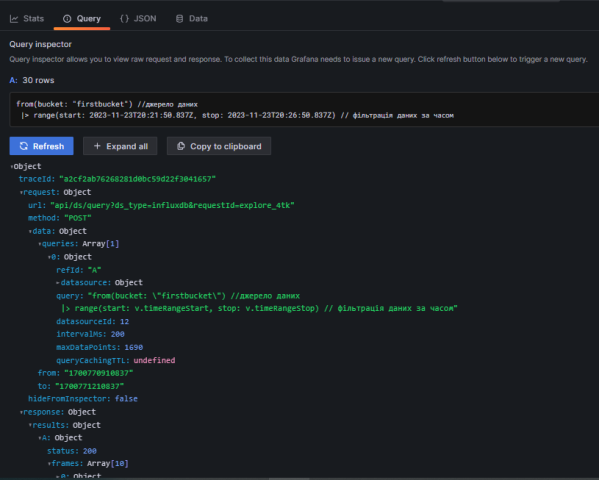 Stats Query {} JSON Data
Query inspector
Query inspector allows you to view raw request and response. To collect this data Grafana needs to issue a new query. Click refresh button below to trigger a new query.
A: 30 rows
from(bucket: "firstbucket") //джерело даних
|> range(start: 2023-11-23T20:21:50.837Z, stop: 2023-11-23T20:26:50.837Z) // фільтрація даних за часом
Refresh + Expand all Copy to clipboard
Object
traceId: "a2cf2ab76268281d0bc59d22f3041657"
request: Object
url: "api/ds/query?ds_type=influxdb&requestId=explore_4tk"
method: "POST"
data: Object
queries: Array[1]
0: Object
refId: "A"
datasource: Object
query: "from(bucket: \"firstbucket\") //джерело даних
|> range(start: v.timeRangeStart, stop: v.timeRangeStop) // фільтрація даних за часом"
datasourceId: 12
intervalMs: 200
maxDataPoints: 1690
queryCachingTTL: undefined
from: "1700770910837"
to: "1700771210837"
hideFromInspector: false
response: Object
results: Object
A: Object
status: 200
frames: Array[10]
0: Object